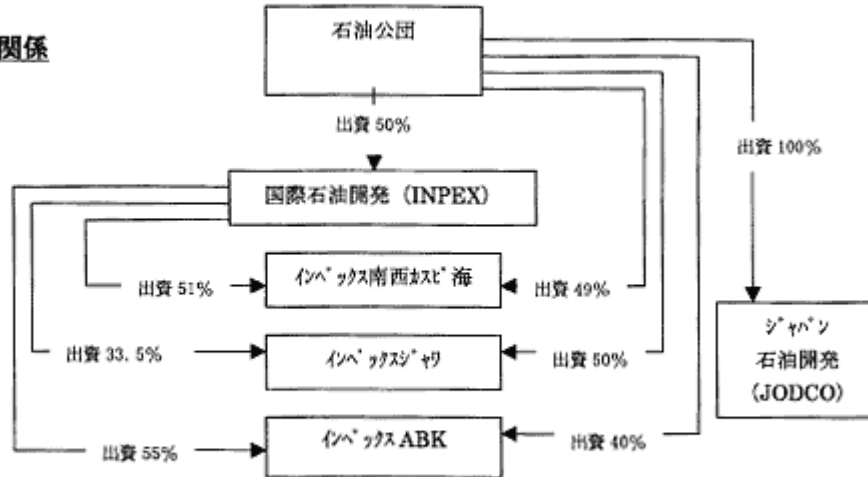 関係
石油公団
出資 50%
出資 100%
国際石油開発（INPEX）
出資 51%
インペックス南西カスピ海
出資 49%
出資 33.5%
インペックスジャワ
出資 50%
ジャパン
石油開発
(JODCO)
出資 55%
インペックス ABK
出資 40%